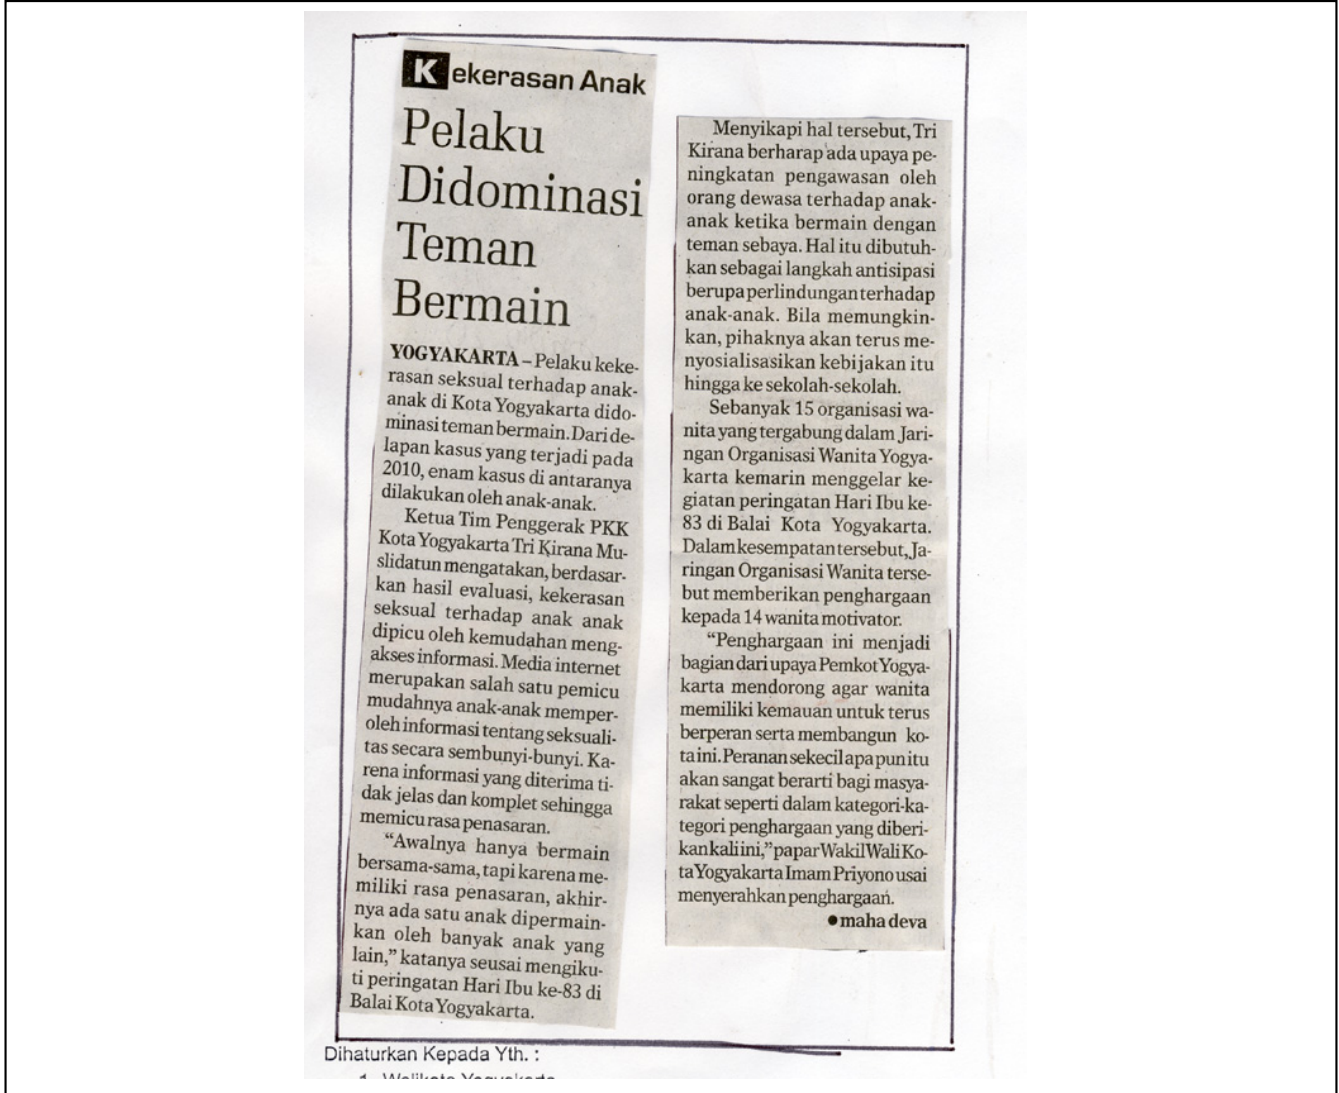 Kekerasan Anak
Pelaku
Didominasi
Teman
Bermain
YOGYAKARTA – Pelaku keke-
rasan seksual terhadap anak-
anak di Kota Yogyakarta dido-
minasi teman bermain. Dari de-
lapan kasus yang terjadi pada
2010, enam kasus di antaranya
dilakukan oleh anak-anak.
Ketua Tim Penggerak PKK
Kota Yogyakarta Tri Kirana Mu-
slidatun mengatakan, berdasar-
kan hasil evaluasi, kekerasan
seksual terhadap anak anak
dipicu oleh kemudahan meng-
akses informasi. Media internet
merupakan salah satu pemicu
mudahnya anak-anak memper-
oleh informasi tentang seksuali-
tas secara sembunyi-bunyi. Ka-
rena informasi yang diterima ti-
dak jelas dan komplet sehingga
memicu rasa penasaran.
“Awalnya hanya bermain
bersama-sama, tapi karena me-
miliki rasa penasaran, akhir-
nya ada satu anak dipermain-
kan oleh banyak anak yang
lain,” katanya seusai mengiku-
ti peringatan Hari Ibu ke-83 di
Balai Kota Yogyakarta.
Menyikapi hal tersebut, Tri
Kirana berharap ada upaya pe-
ningkatan pengawasan oleh
orang dewasa terhadap anak-
anak ketika bermain dengan
teman sebaya. Hal itu dibutuh-
kan sebagai langkah antisipasi
berupa perlindungan terhadap
anak-anak. Bila memungkin-
kan, pihaknya akan terus me-
nyosialisasikan kebijakan itu
hingga ke sekolah-sekolah.
Sebanyak 15 organisasi wa-
nita yang tergabung dalam Jari-
ngan Organisasi Wanita Yogya-
karta kemarin menggelar ke-
giatan peringatan Hari Ibu ke-
83 di Balai Kota Yogyakarta.
Dalam kesempatan tersebut, Ja-
ringan Organisasi Wanita terse-
but memberikan penghargaan
kepada 14 wanita motivator.
“Penghargaan ini menjadi
bagian dari upaya Pemkot Yogya-
karta mendorong agar wanita
memiliki kemauan untuk terus
berperan serta membangun ko-
ta ini. Peranan sekecil apa pun itu
akan sangat berarti bagi masya-
rakat seperti dalam kategori-ka-
tegori penghargaan yang diberi-
kan kali ini,” papar Wakil Wali Ko-
ta Yogyakarta Imam Priyono usai
menyerahkan penghargaan.
●maha deva
Dihaturkan Kepada Yth. :
1. Walikota Yogyakarta